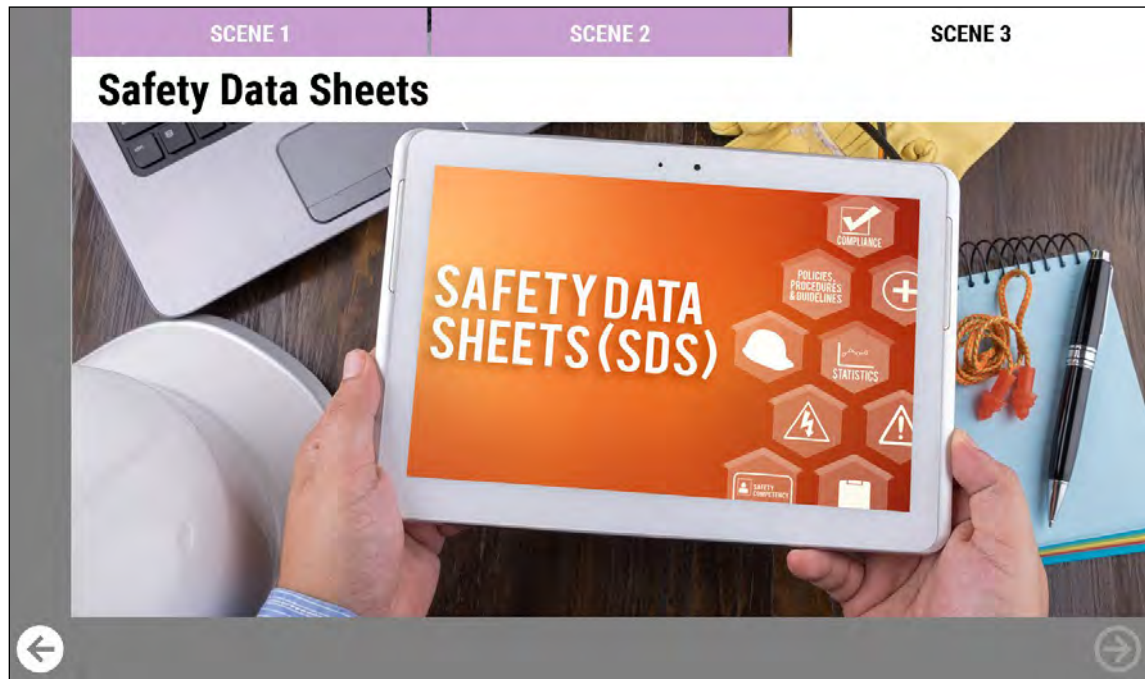 SCENE 1
SCENE 2
SCENE 3
Safety Data Sheets
SAFETY DATA
SHEETS (SDS)
COMPLIANCE
POLICIES,
PROCEDURES
& GUIDELINES
STATISTICS
SAFETY
COMPETENCY